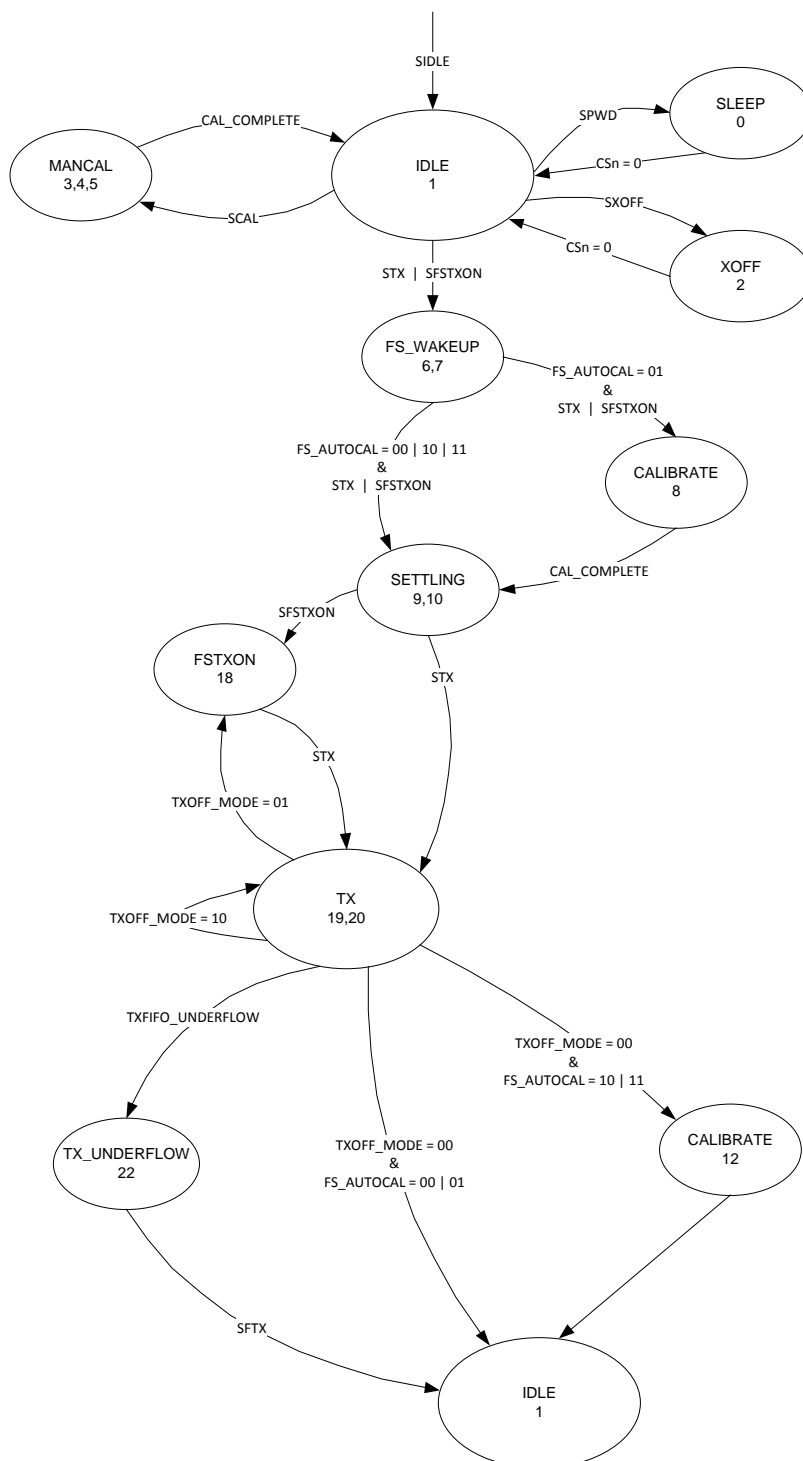 SIDLE
SLEEP
0
SPWD
CAL_COMPLETE
CSn = 0
MANCAL
3,4,5
IDLE
1
SXOFF
SCAL
CSn = 0
XOFF
2
STX | SFSTXON
FS_WAKEUP
6,7
FS_AUTOCAL = 01
&
STX | SFSTXON
FS_AUTOCAL = 00 | 10 | 11
&
STX | SFSTXON
CALIBRATE
8
CAL_COMPLETE
SETTLING
9,10
SFSTXON
FSTXON
18
STX
STX
TXOFF_MODE = 01
TX
19,20
TXOFF_MODE = 10
TXFIFO_UNDERFLOW
TXOFF_MODE = 00
&
FS_AUTOCAL = 10 | 11
TX_UNDERFLOW
22
TXOFF_MODE = 00
&
FS_AUTOCAL = 00 | 01
CALIBRATE
12
SFTX
IDLE
1